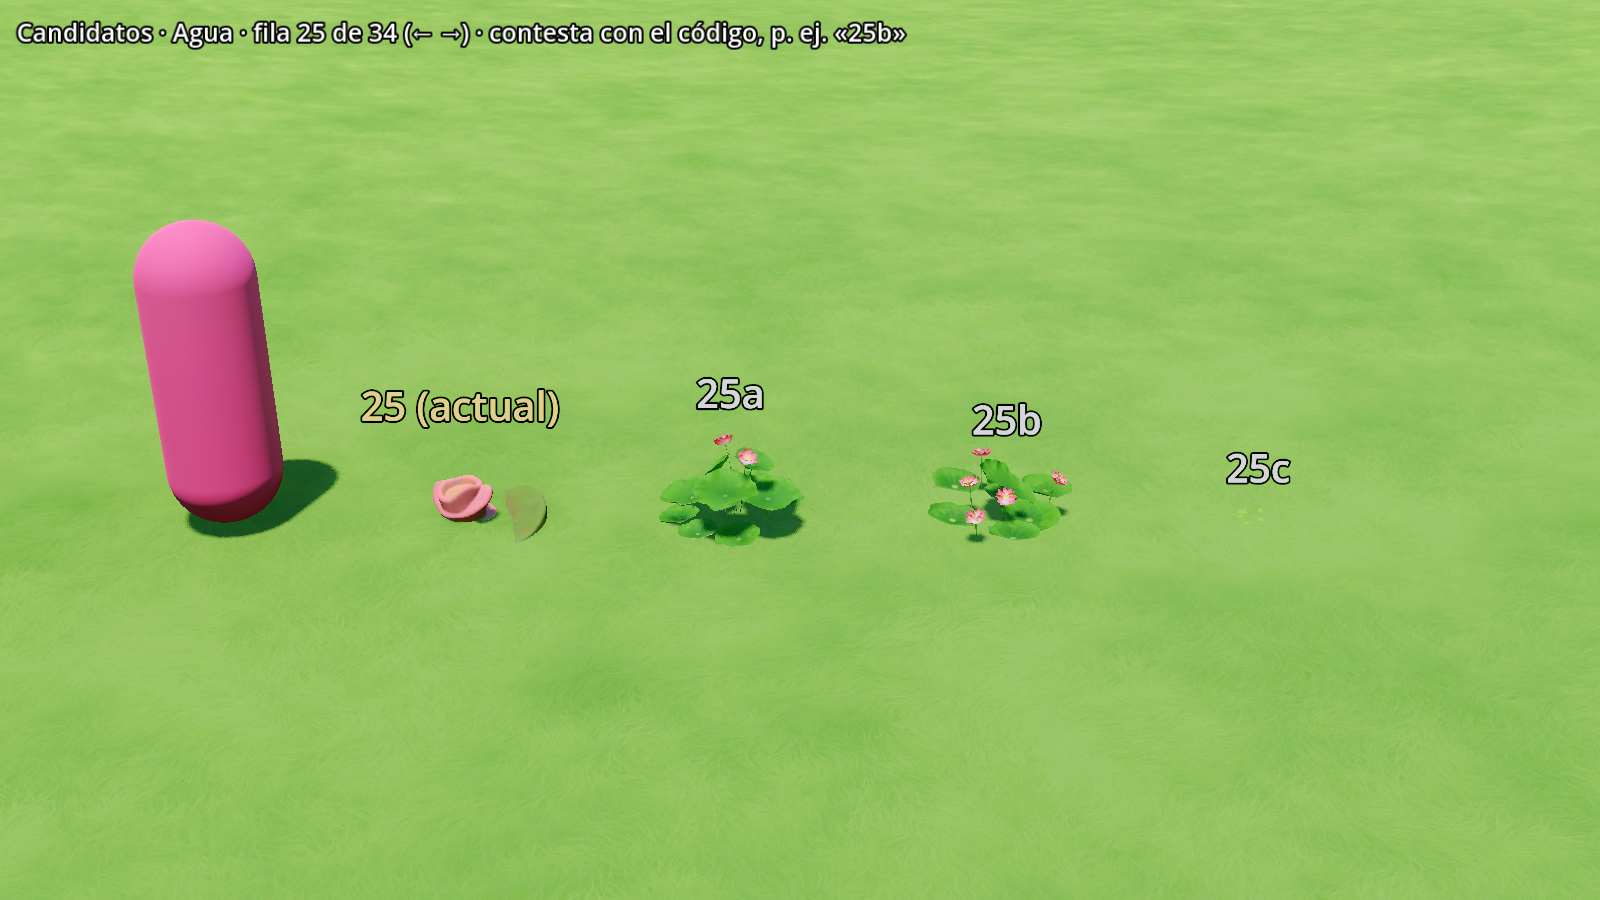 Candidatos · Agua · fila 25 de 34 (← →) · contesta con el código, p. ej. «25b»
25 (actual)
25a
25b
25c